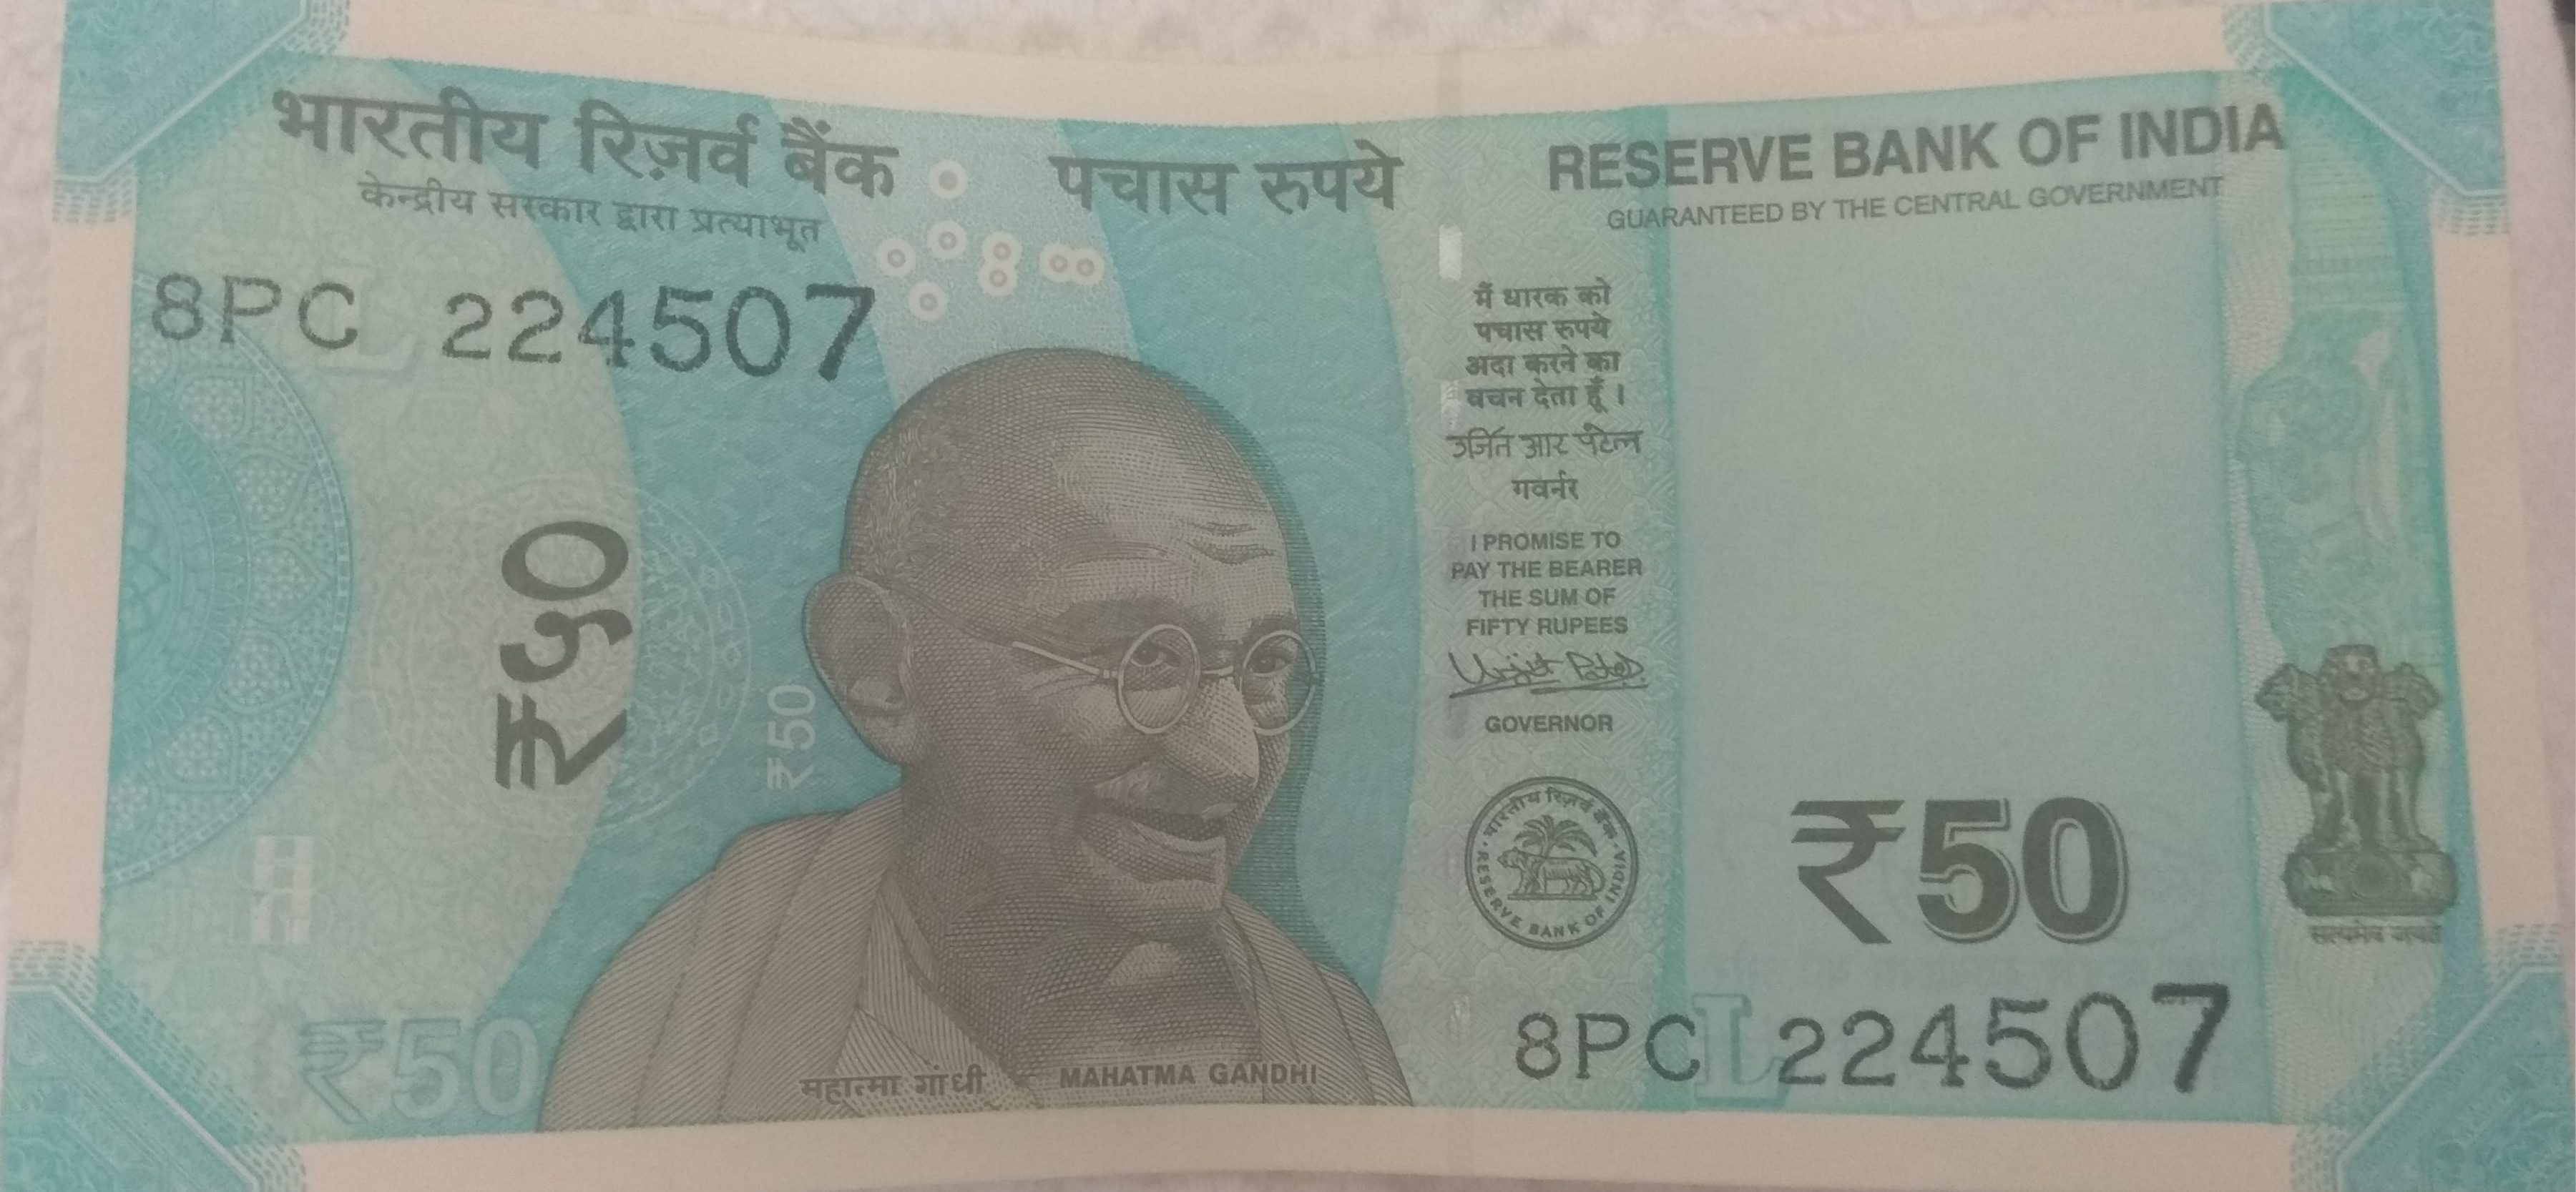 भारतीय रिज़र्व बैंक
केन्द्रीय सरकार द्वारा प्रत्याभूत
पचास रुपये
RESERVE BANK OF INDIA
GUARANTEED BY THE CENTRAL GOVERNMENT
8PC 224507
L
मैं धारक को
पचास रुपये
अदा करने का
वचन देता हूँ ।
उर्जित आर पटेल
गवर्नर
I PROMISE TO
PAY THE BEARER
THE SUM OF
FIFTY RUPEES
Urjit Patel
GOVERNOR
भारतीय रिज़र्व बैंक
RESERVE BANK OF INDIA
₹५०
₹50
₹50
₹50
सत्यमेव जयते
8PC 224507
L
महात्मा गांधी
MAHATMA GANDHI